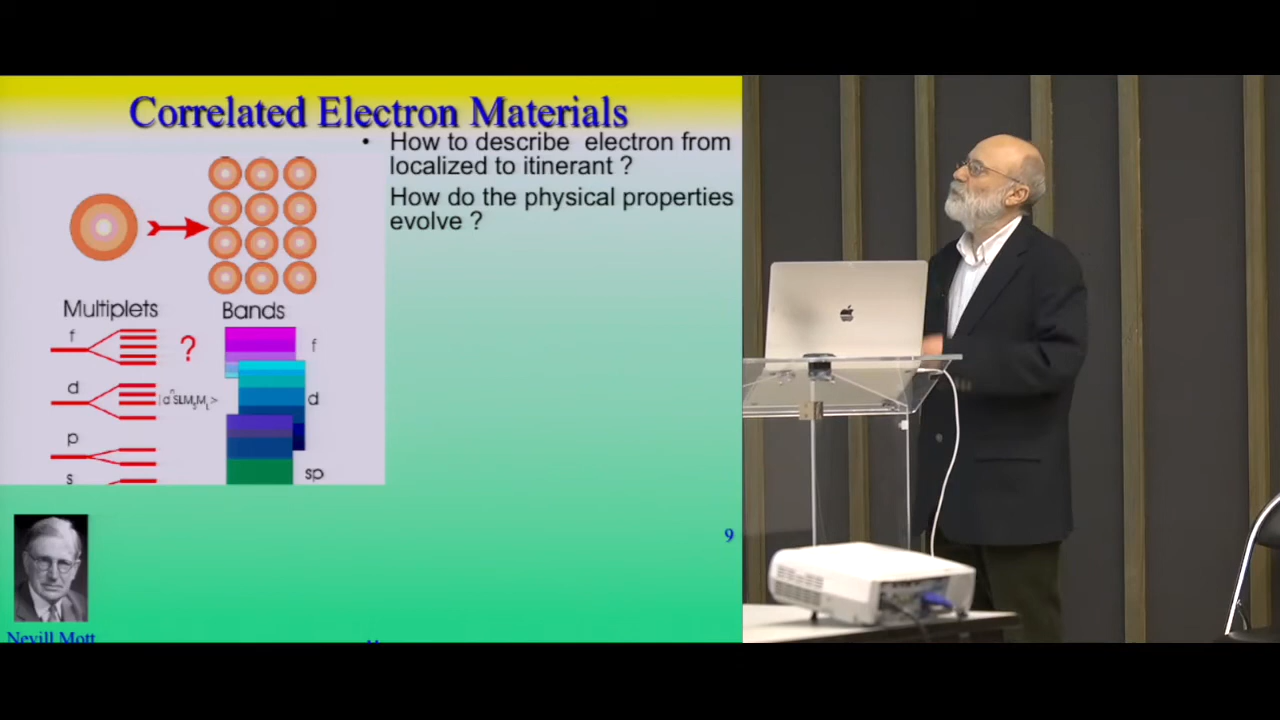 Correlated Electron Materials
• How to describe electron from
localized to itinerant ?
How do the physical properties
evolve ?
Multiplets
Bands
f
?
f
d
|dⁿSLMₛMₗ>
d
p
s
sp
9
Nevill Mott